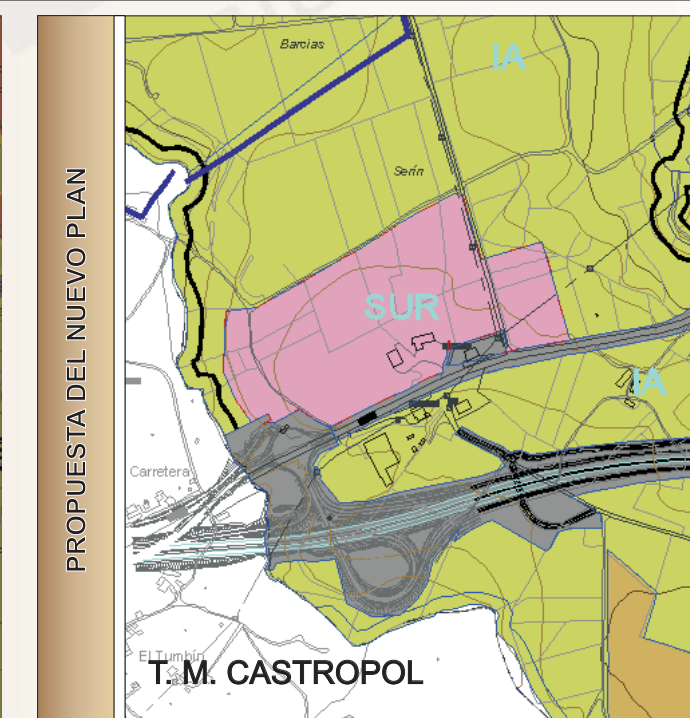 PROPUESTA DEL NUEVO PLAN
Barcias
IA
Serín
SUR
IA
Carretera
El Tumbín
T. M. CASTROPOL